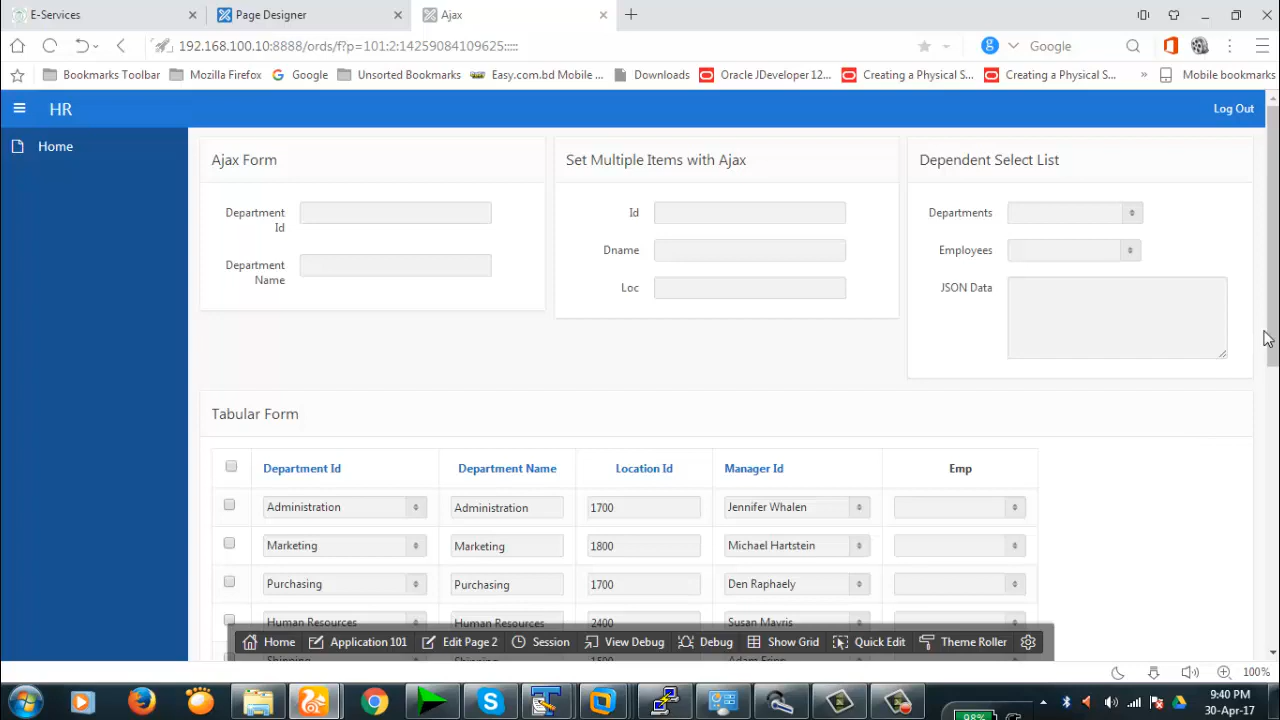 E-Services
Page Designer
Ajax
192.168.100.10:8888/ords/f?p=101:2:14259084109625:::::
Google
Bookmarks Toolbar
Mozilla Firefox
Google
Unsorted Bookmarks
Easy.com.bd Mobile ...
Downloads
Oracle JDeveloper 12...
Creating a Physical S...
Creating a Physical S...
Mobile bookmarks
HR
Log Out
Home
Ajax Form
Department
Id
Department
Name
Set Multiple Items with Ajax
Id
Dname
Loc
Dependent Select List
Departments
Employees
JSON Data
Tabular Form
Department Id Department Name Location Id Manager Id Emp
Administration Administration 1700 Jennifer Whalen
Marketing Marketing 1800 Michael Hartstein
Purchasing Purchasing 1700 Den Raphaely
Human Resources Human Resources 2400 Susan Mavris
Home Application 101 Edit Page 2 Session View Debug Debug Show Grid Quick Edit Theme Roller
100%
98%
9:40 PM
30-Apr-17